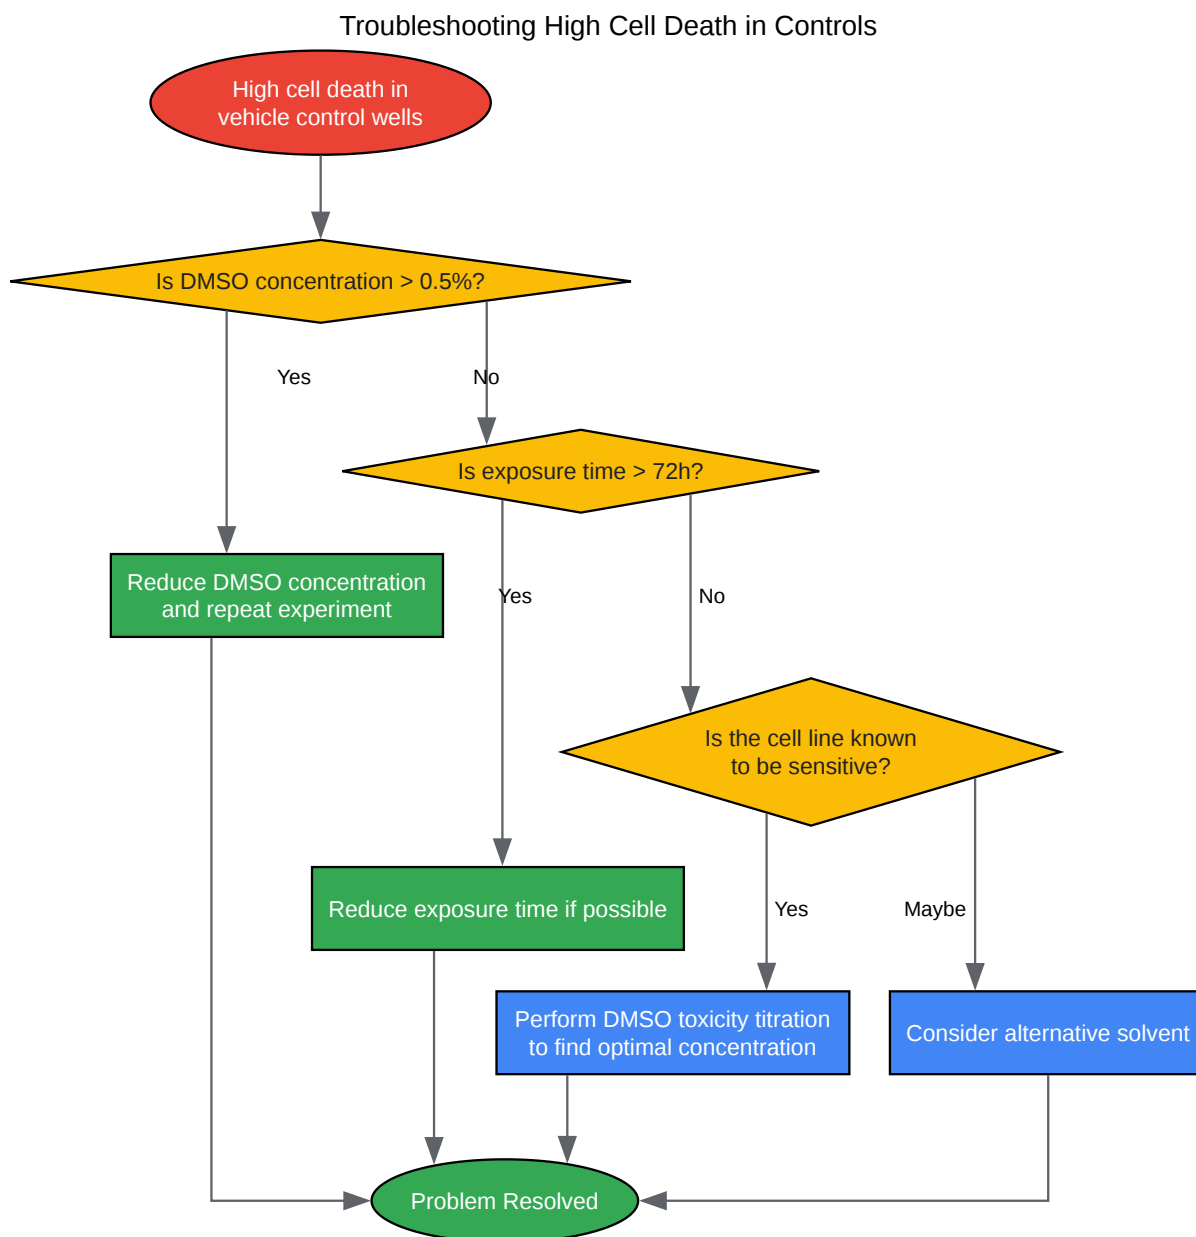 Troubleshooting High Cell Death in Controls
High cell death in
vehicle control wells
Is DMSO concentration > 0.5%?
Yes
No
Is exposure time > 72h?
Reduce DMSO concentration
and repeat experiment
Yes
No
Is the cell line known
to be sensitive?
Reduce exposure time if possible
Yes
Maybe
Perform DMSO toxicity titration
to find optimal concentration
Consider alternative solvent
Problem Resolved